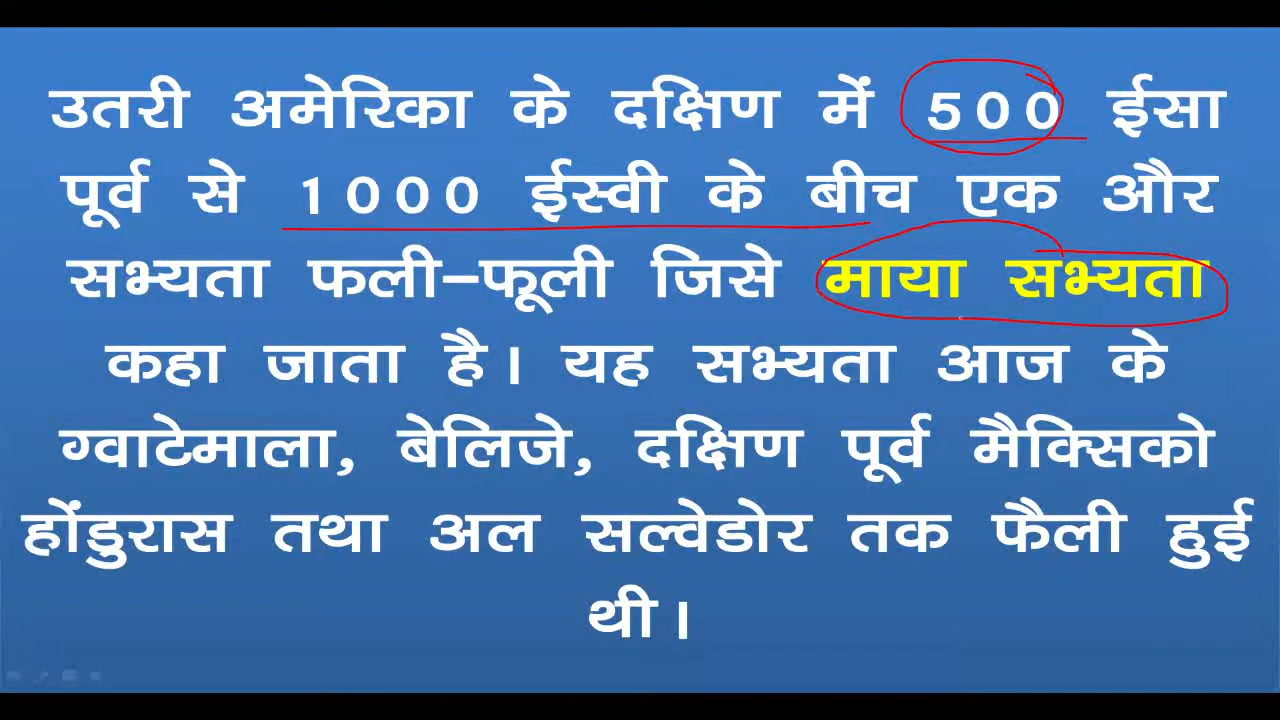 उतरी अमेरिका के दक्षिण में 500 ईसा
पूर्व से 1000 ईस्वी के बीच एक और
सभ्यता फली-फूली जिसे माया सभ्यता
कहा जाता है। यह सभ्यता आज के
ग्वाटेमाला, बेलिजे, दक्षिण पूर्व मैक्सिको
होंडुरास तथा अल सल्वेडोर तक फैली हुई
थी।